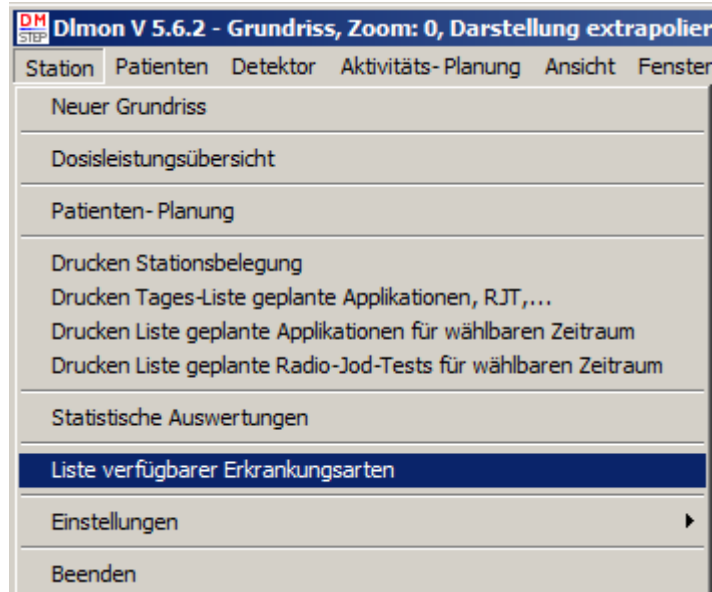 DM
STEP
Dlmon V 5.6.2 - Grundriss, Zoom: 0, Darstellung extrapolier
Station Patienten Detektor Aktivitäts-Planung Ansicht Fenster
Neuer Grundriss
Dosisleistungsübersicht
Patienten-Planung
Drucken Stationsbelegung
Drucken Tages-Liste geplante Applikationen, RJT,...
Drucken Liste geplante Applikationen für wählbaren Zeitraum
Drucken Liste geplante Radio-Jod-Tests für wählbaren Zeitraum
Statistische Auswertungen
Liste verfügbarer Erkrankungsarten
Einstellungen
Beenden